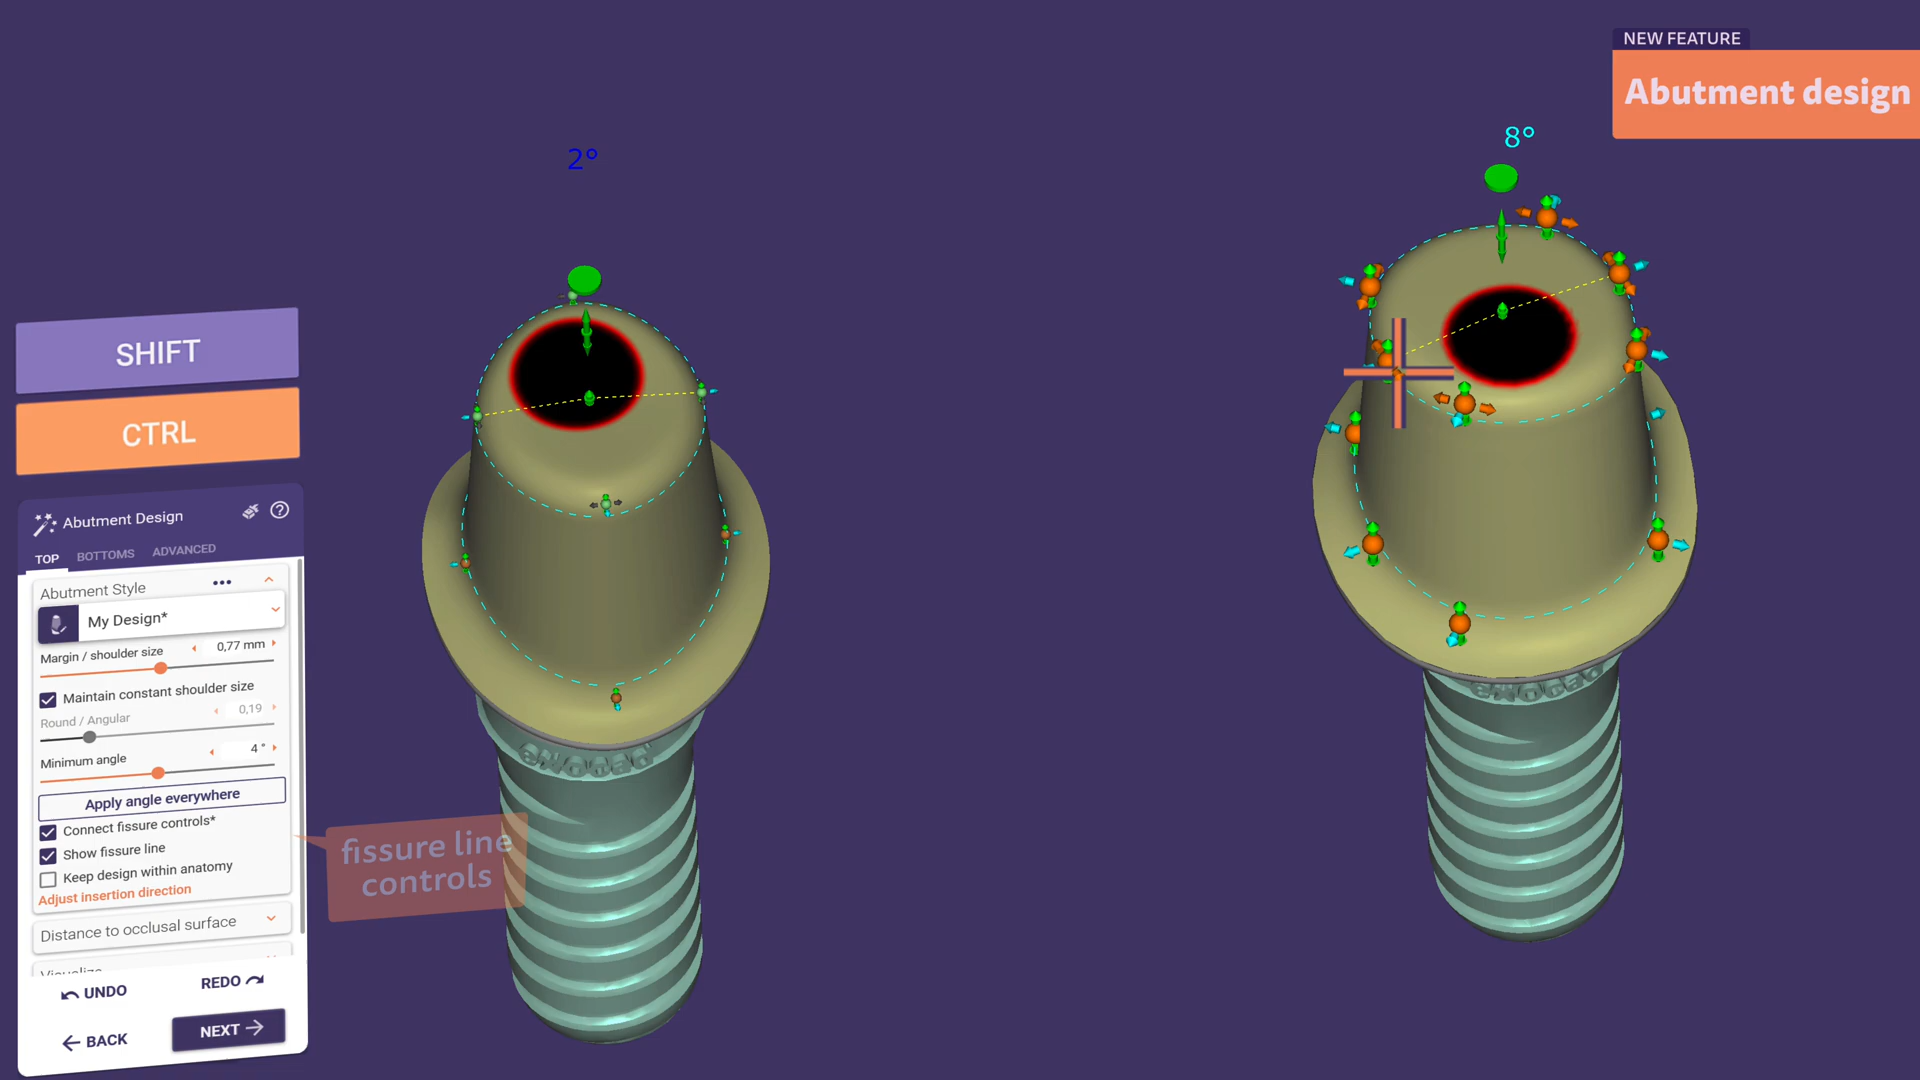 NEW FEATURE
Abutment design
2°
8°
SHIFT
CTRL
Abutment Design
TOP
BOTTOMS
ADVANCED
Abutment Style
My Design*
Margin / shoulder size
0,77 mm
Maintain constant shoulder size
Round / Angular
0,19
Minimum angle
4 °
Apply angle everywhere
Connect fissure controls*
Show fissure line
Keep design within anatomy
Adjust insertion direction
Distance to occlusal surface
Visualize
UNDO
REDO
BACK
NEXT
fissure line
controls
exocad
exocad